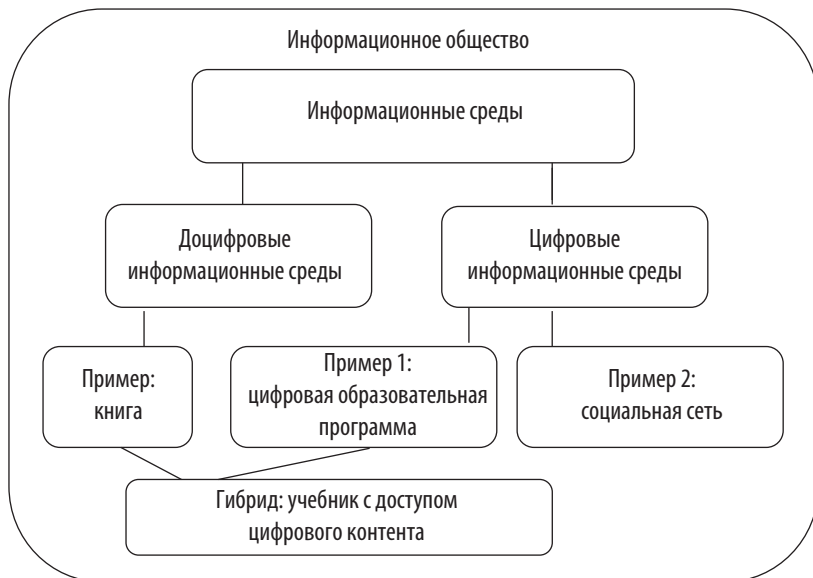 Информационное общество
Информационные среды
Доцифровые
информационные среды
Цифровые
информационные среды
Пример:
книга
Пример 1:
цифровая образовательная
программа
Пример 2:
социальная сеть
Гибрид: учебник с доступом
цифрового контента